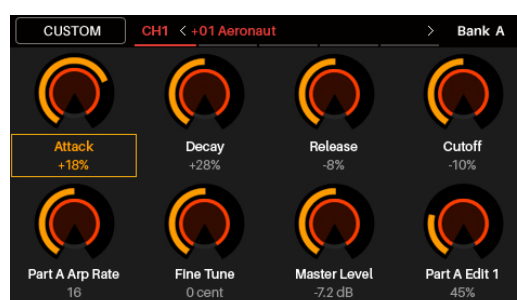 CUSTOM CH1 < +01 Aeronaut > Bank A
Attack Decay Release Cutoff
+18% +28% -8% -10%
Part A Arp Rate Fine Tune Master Level Part A Edit 1
16 0 cent -7.2 dB 45%